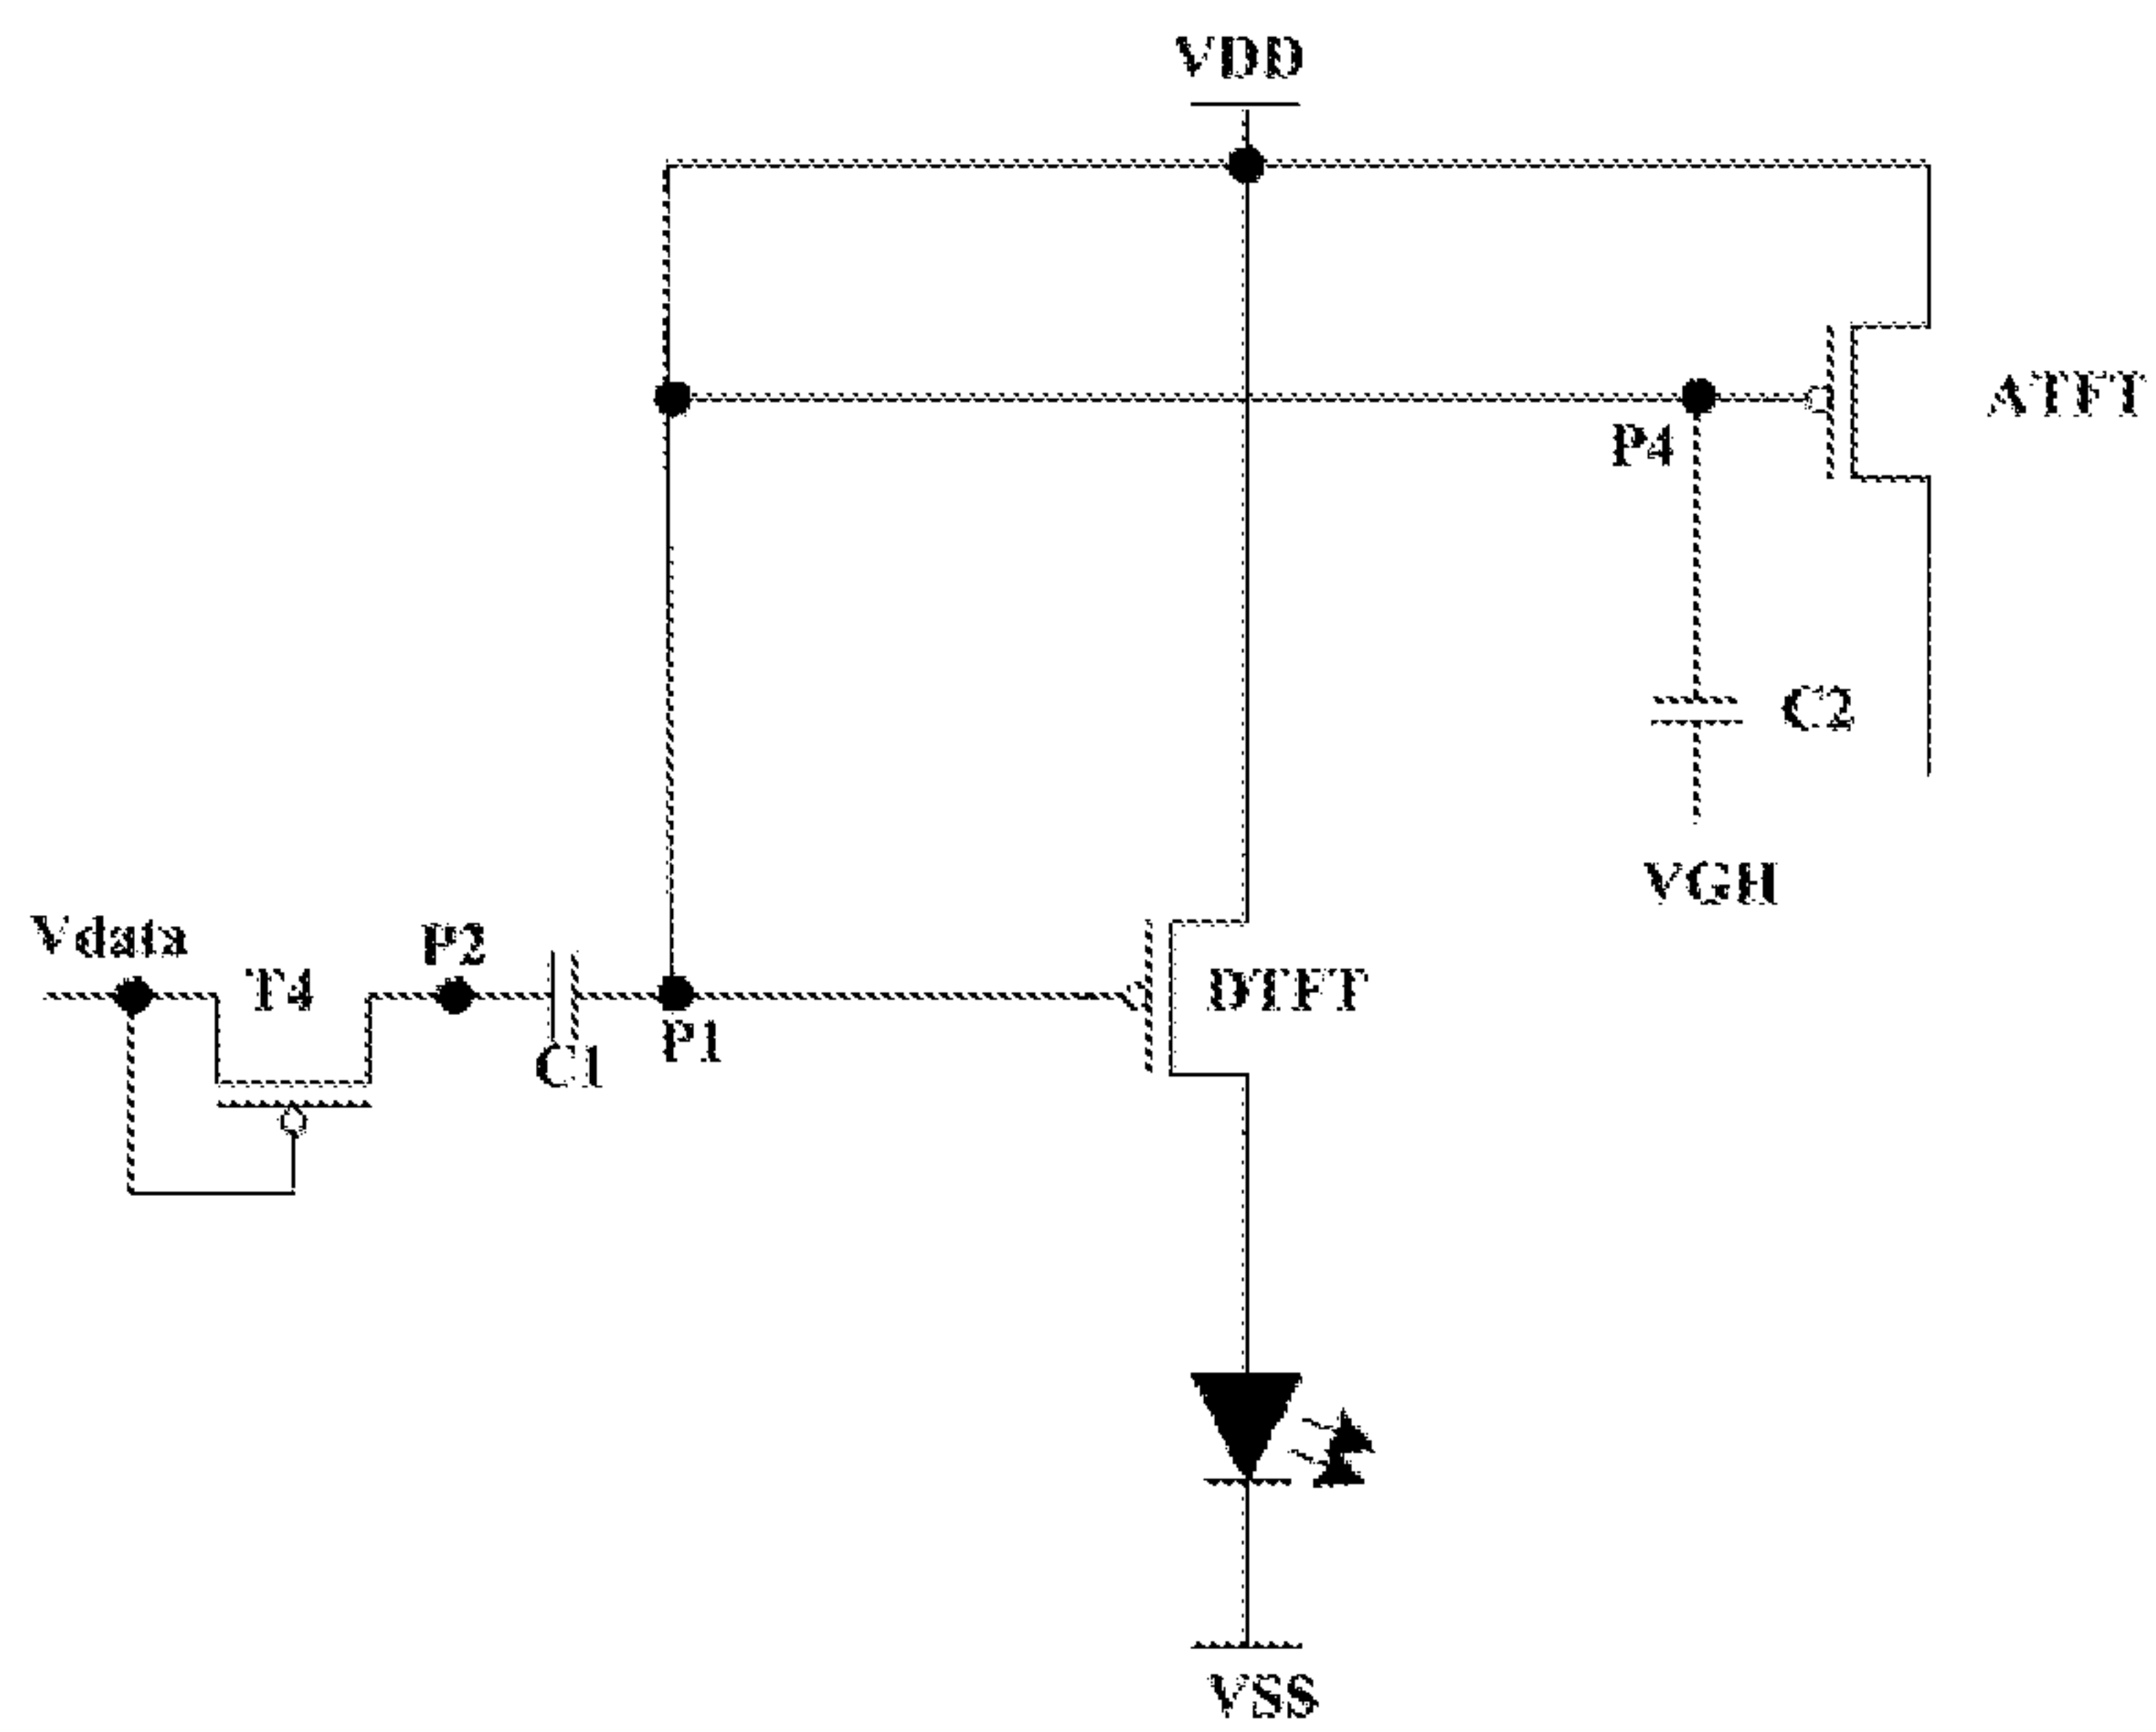 VDD
ATFT
P4
C2
VGH
Vdata
P2
T4
DTFT
P1
C1
VSS